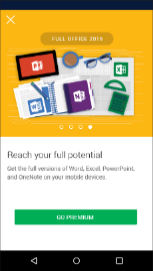 FULL OFFICE 2016
Reach your full potential
Get the full versions of Word, Excel, PowerPoint,
and OneNote on your mobile devices.
GO PREMIUM